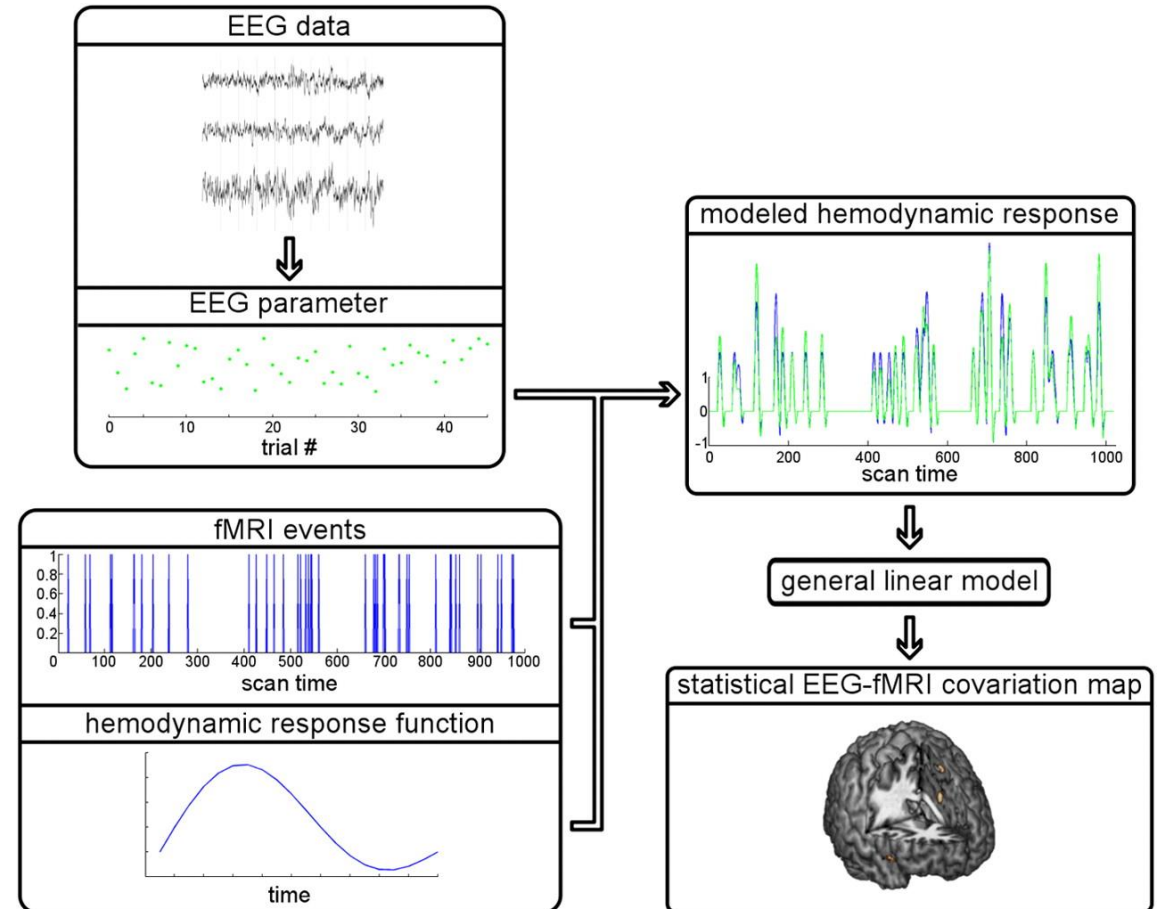 EEG data
EEG parameter
0 10 20 30 40
trial #
fMRI events
1
0.8
0.6
0.4
0.2
0 100 200 300 400 500 600 700 800 900 1000
scan time
hemodynamic response function
time
modeled hemodynamic response
1
0
-1
0 200 400 600 800 1000
scan time
general linear model
statistical EEG-fMRI covariation map